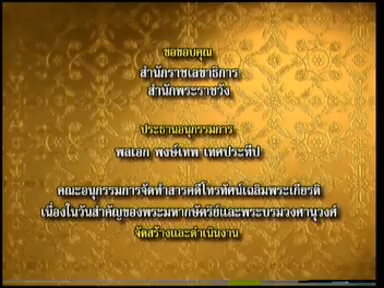 ขอขอบคุณ
สำนักราชเลขาธิการ
สำนักพระราชวัง
ประธานอนุกรรมการ
พลเอก พงษ์เทพ เทศประทีป
คณะอนุกรรมการจัดทำสารคดีโทรทัศน์เฉลิมพระเกียรติ
เนื่องในวันสำคัญของพระมหากษัตริย์และพระบรมวงศานุวงศ์
จัดสร้างและดำเนินงาน